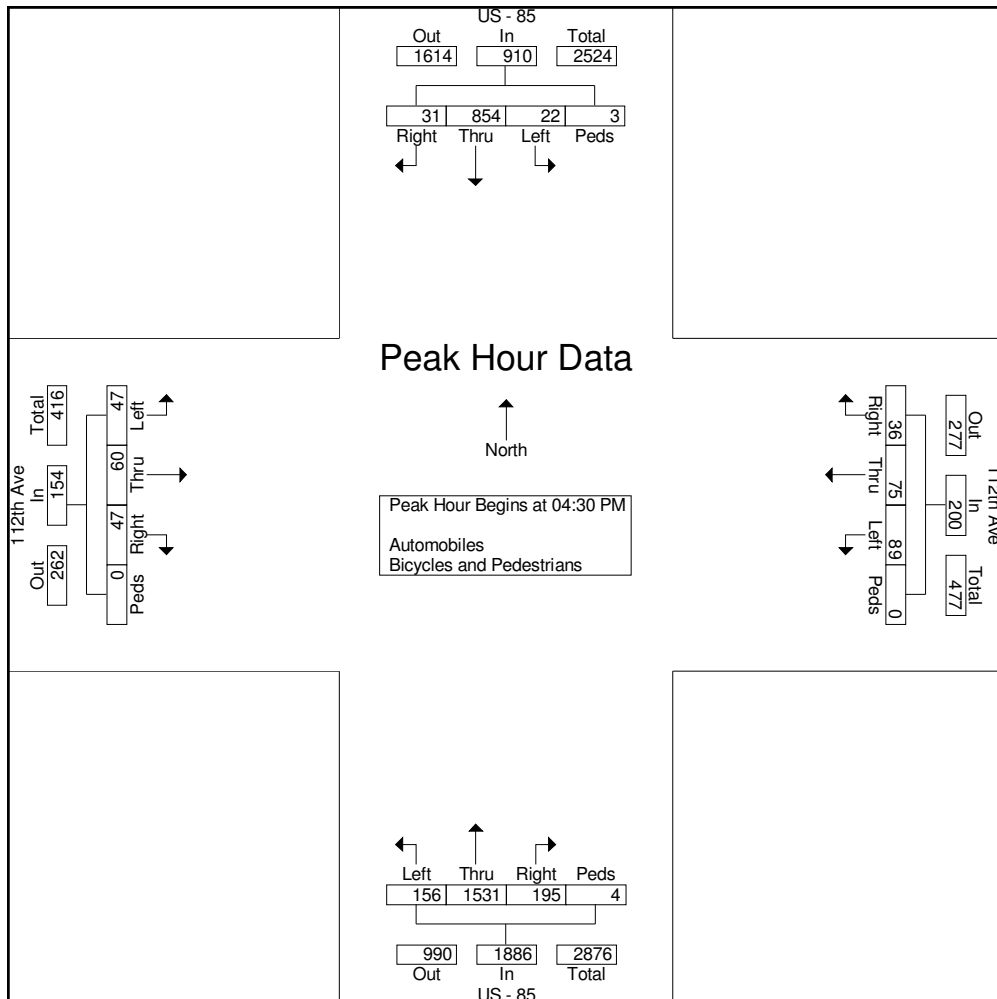 US - 85
Out In Total
1614 910 2524
31 854 22 3
Right Thru Left Peds
Peak Hour Data
North
Peak Hour Begins at 04:30 PM
Automobiles
Bicycles and Pedestrians
112th Ave
Total In Out
416 154 262
47 60 47 0
Left Thru Right Peds
112th Ave
Out In Total
277 200 477
36 75 89 0
Right Thru Left Peds
Left Thru Right Peds
156 1531 195 4
990 1886 2876
Out In Total
US - 85